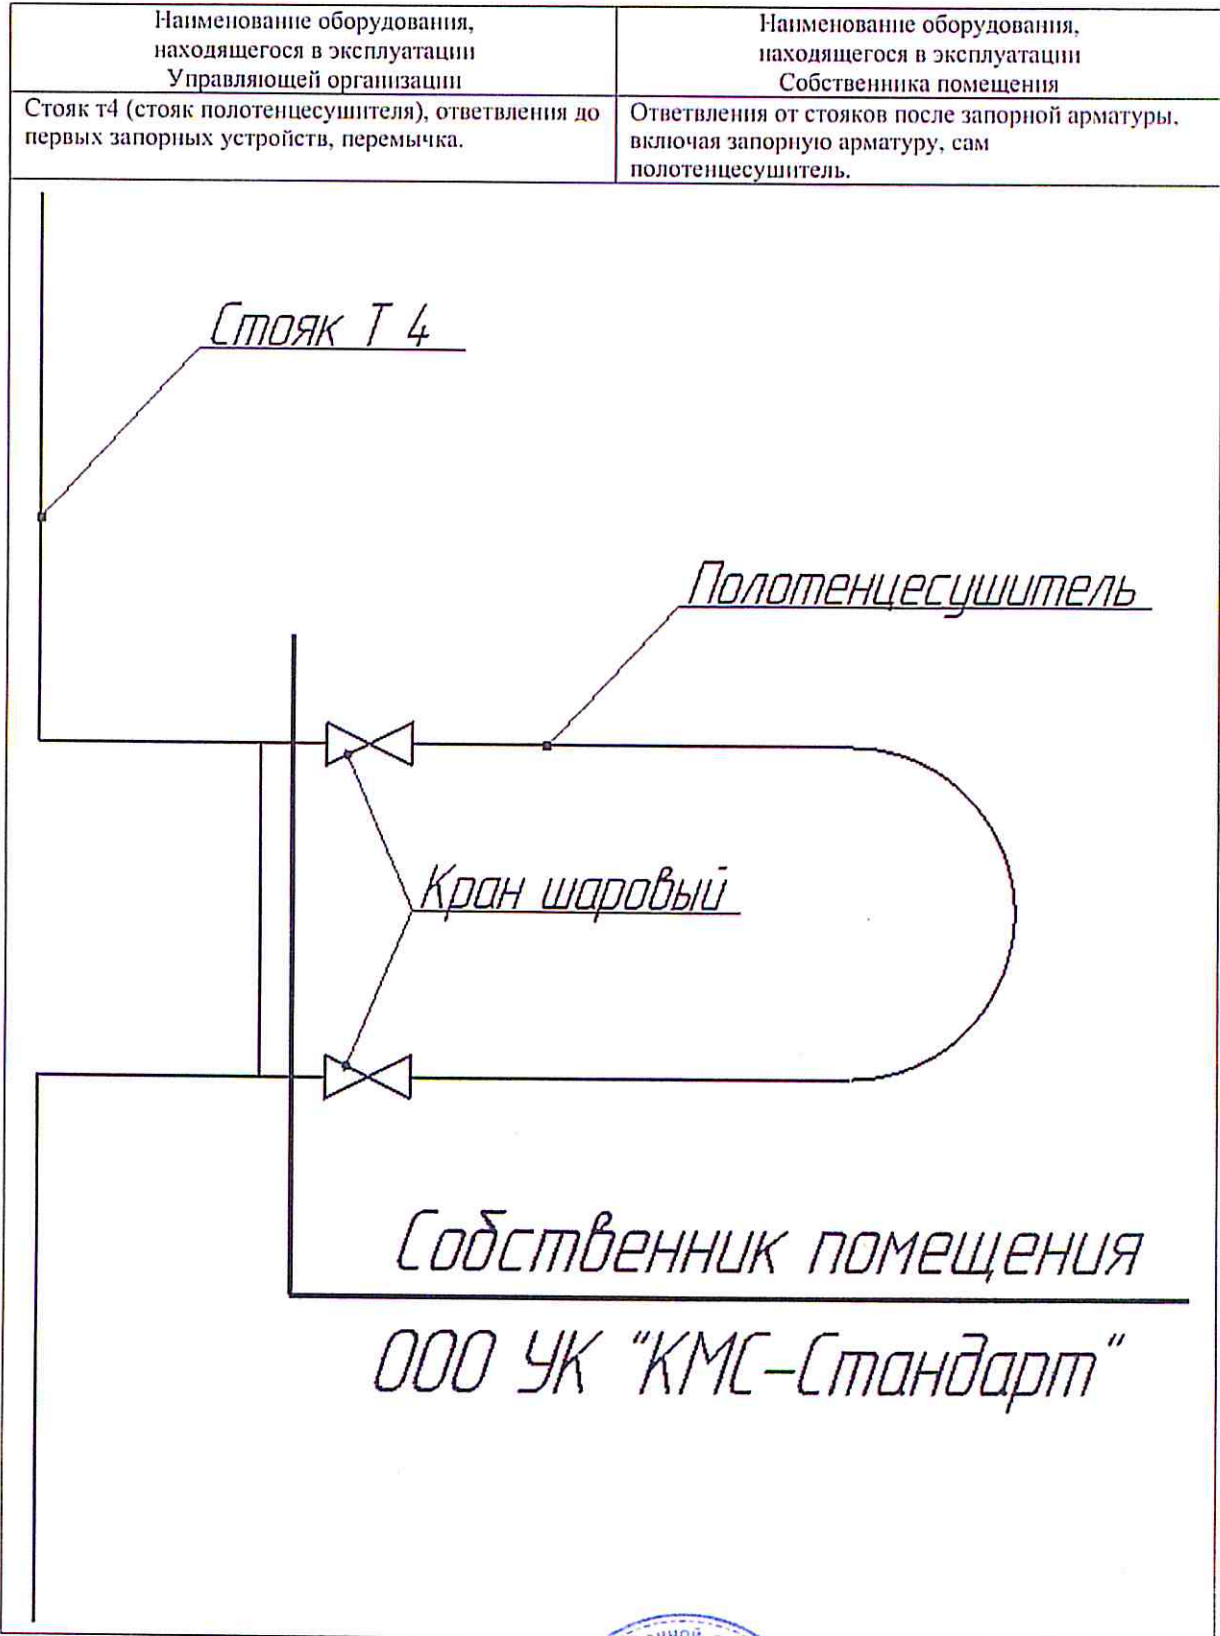 Наименование оборудования,
находящегося в эксплуатации
Управляющей организации
Наименование оборудования,
находящегося в эксплуатации
Собственника помещения
Стояк т4 (стояк полотенцесушителя), ответвления до
первых запорных устройств, перемычка.
Ответвления от стояков после запорной арматуры,
включая запорную арматуру, сам
полотенцесушитель.
Стояк Т 4
Полотенцесушитель
Кран шаровый
Собственник помещения
ООО УК "КМС-Стандарт"